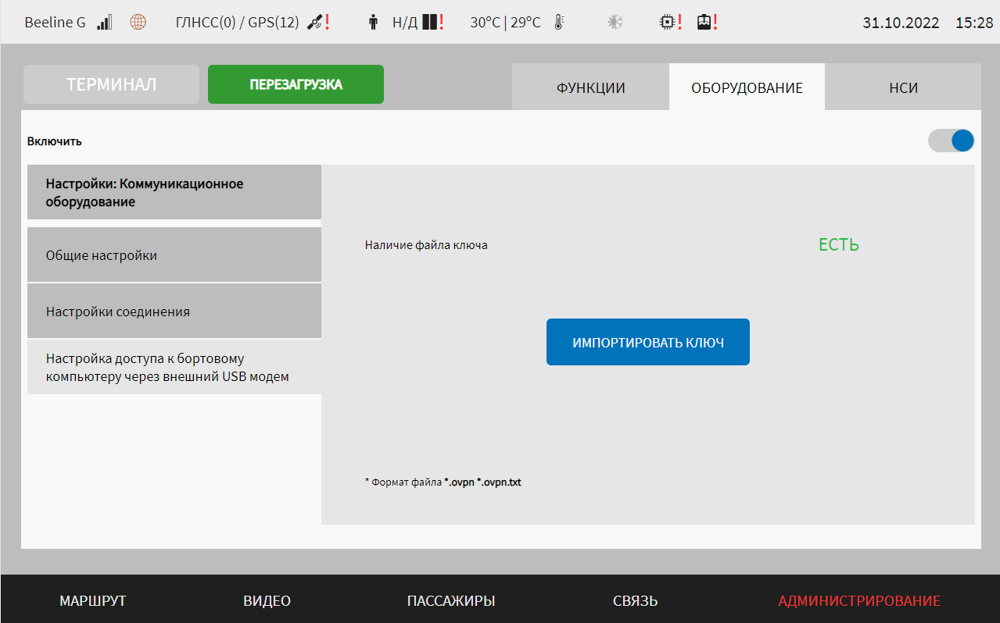 Beeline G ГЛНСС(0) / GPS(12) ! Н/Д ! 30°C | 29°C ! ! 31.10.2022 15:28
ТЕРМИНАЛ ПЕРЕЗАГРУЗКА ФУНКЦИИ ОБОРУДОВАНИЕ НСИ
Включить
Настройки: Коммуникационное
оборудование
Общие настройки
Настройки соединения
Настройка доступа к бортовому
компьютеру через внешний USB модем
Наличие файла ключа ЕСТЬ
ИМПОРТИРОВАТЬ КЛЮЧ
* Формат файла *.ovpn *.ovpn.txt
МАРШРУТ ВИДЕО ПАССАЖИРЫ СВЯЗЬ АДМИНИСТРИРОВАНИЕ